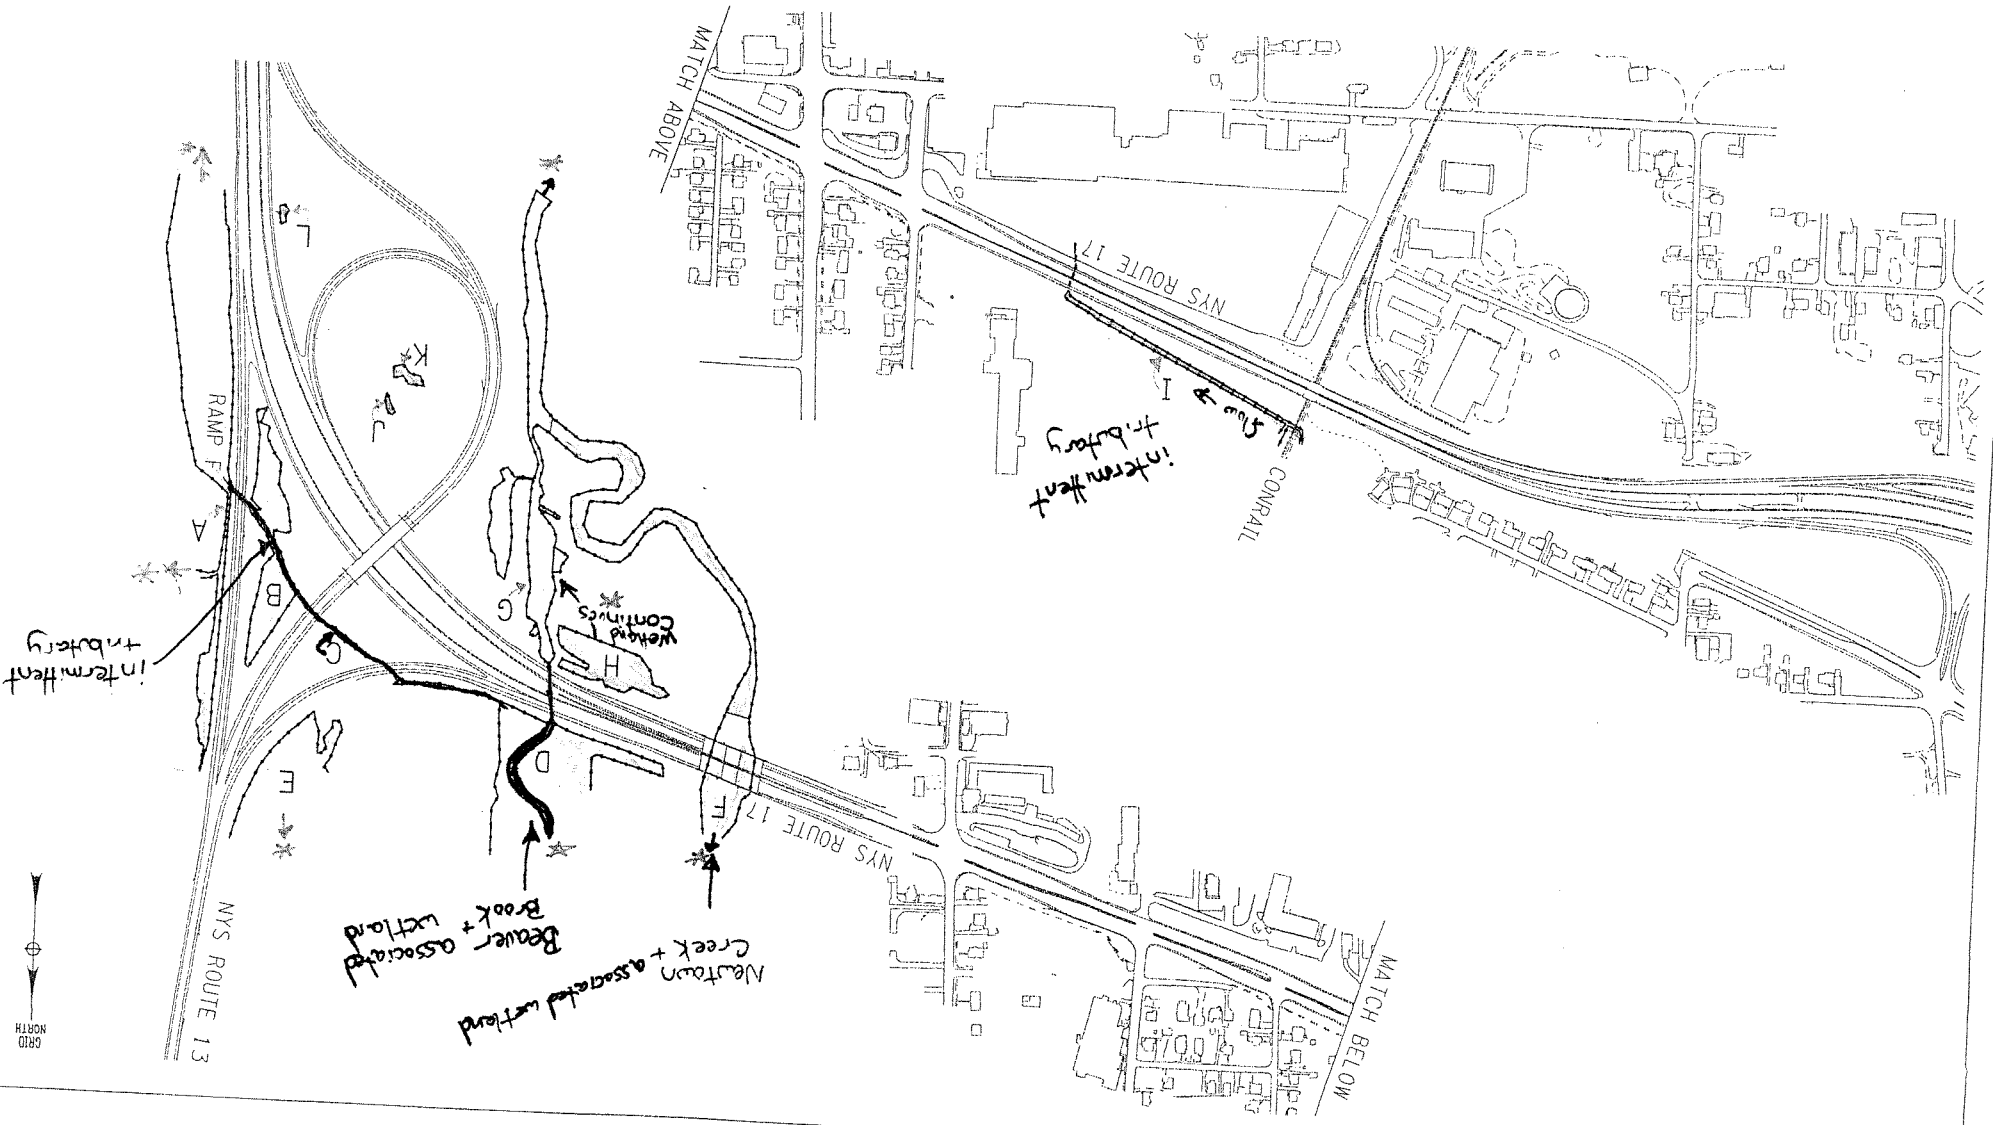 MATCH BELOW
NYS ROUTE 17
Newtown
Creek + associated wetland
Beaver associated
Brook + wetland
GRID
NORTH
NYS ROUTE 13
F
D
E
H
wetland
continues
G
C
B
A
intermittent
tributary
RAMP F
J
K
L
CONRAIL
intermittent
tributary
flow
I
NYS ROUTE 17
MATCH ABOVE